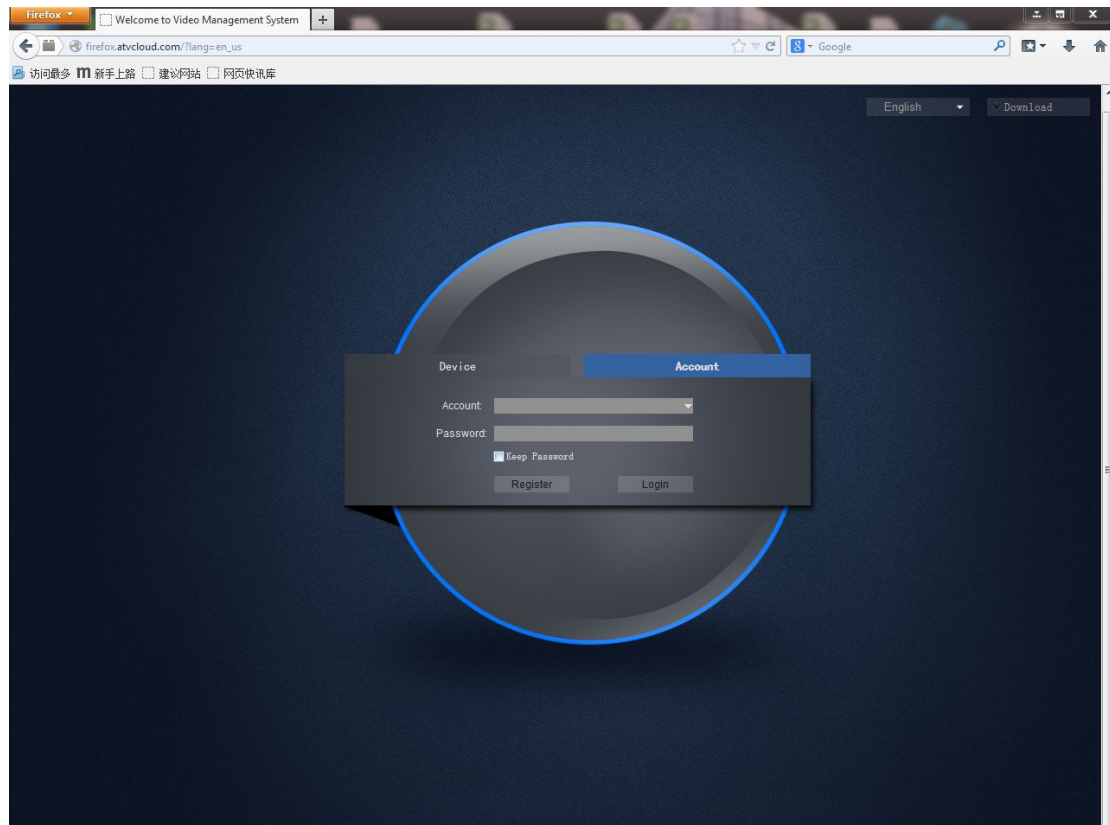 Firefox
Welcome to Video Management System
firefox.atvcloud.com/?lang=en_us
Google
访问最多 新手上路 建议网站 网页快讯库
English
Download
Device
Account
Account:
Password:
Keep Password
Register
Login